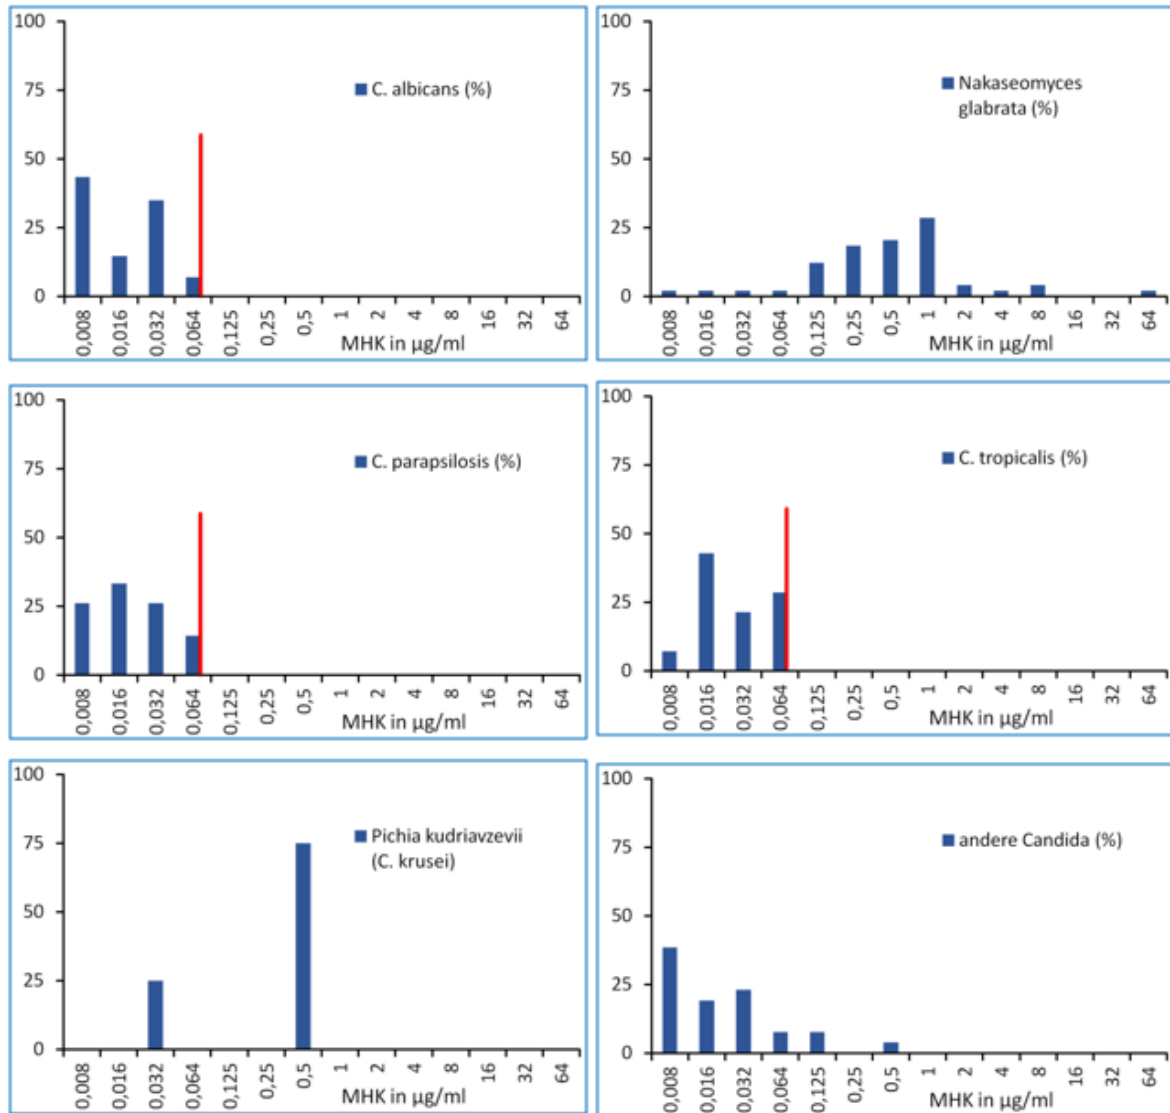 100
75
50
25
0
C. albicans (%)
0,008 0,016 0,032 0,064 0,125 0,25 0,5 1 2 4 8 16 32 64
MHK in µg/ml
100
75
50
25
0
Nakaseomyces
glabrata (%)
0,008 0,016 0,032 0,064 0,125 0,25 0,5 1 2 4 8 16 32 64
MHK in µg/ml
100
75
50
25
0
C. parapsilosis (%)
0,008 0,016 0,032 0,064 0,125 0,25 0,5 1 2 4 8 16 32 64
MHK in µg/ml
100
75
50
25
0
C. tropicalis (%)
0,008 0,016 0,032 0,064 0,125 0,25 0,5 1 2 4 8 16 32 64
MHK in µg/ml
100
75
50
25
0
Pichia kudriavzevii
(C. krusei)
0,008 0,016 0,032 0,064 0,125 0,25 0,5 1 2 4 8 16 32 64
MHK in µg/ml
100
75
50
25
0
andere Candida (%)
0,008 0,016 0,032 0,064 0,125 0,25 0,5 1 2 4 8 16 32 64
MHK in µg/ml